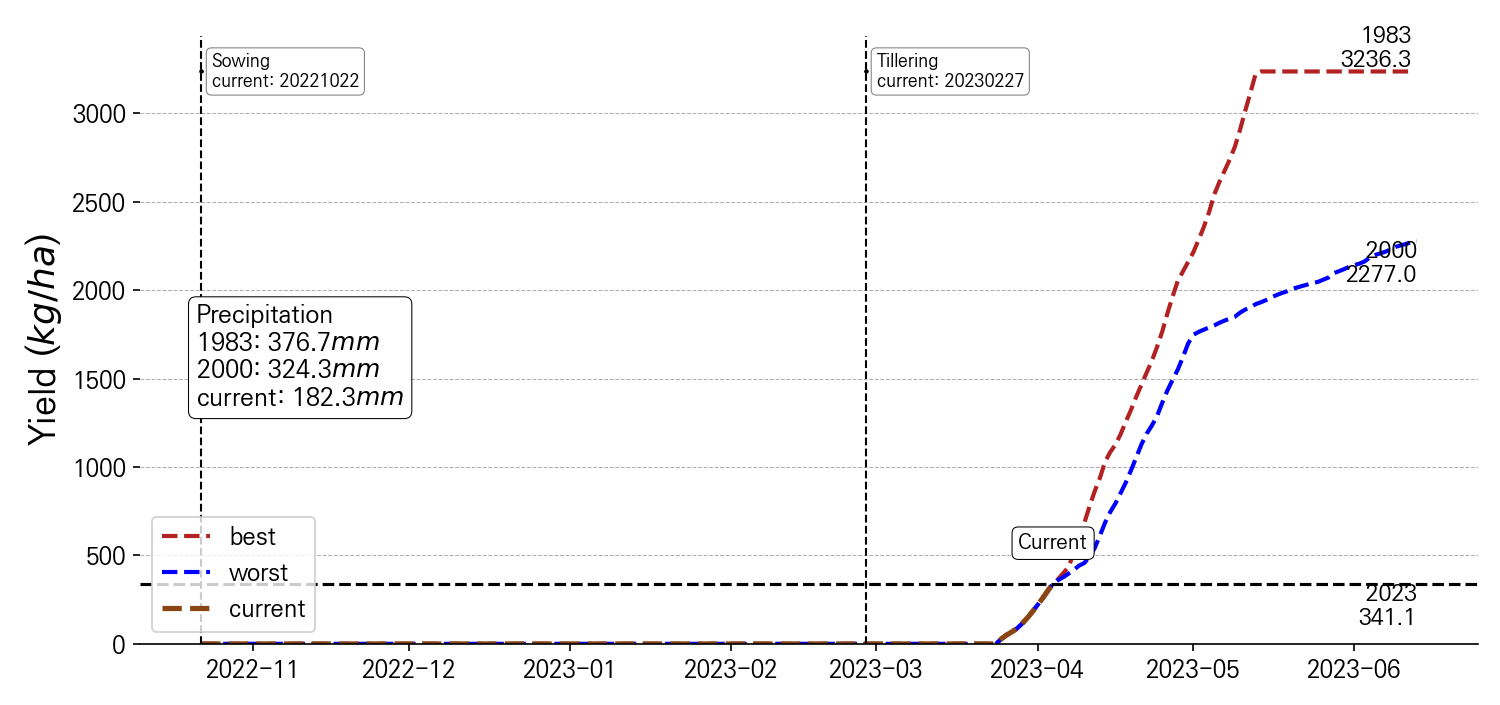 1983
3236.3
Sowing
current: 20221022
Tillering
current: 20230227
3000
2500
2000
1500
1000
500
0
Yield (kg/ha)
2000
2277.0
Precipitation
1983: 376.7mm
2000: 324.3mm
current: 182.3mm
best
worst
current
Current
2023
341.1
2022-11
2022-12
2023-01
2023-02
2023-03
2023-04
2023-05
2023-06